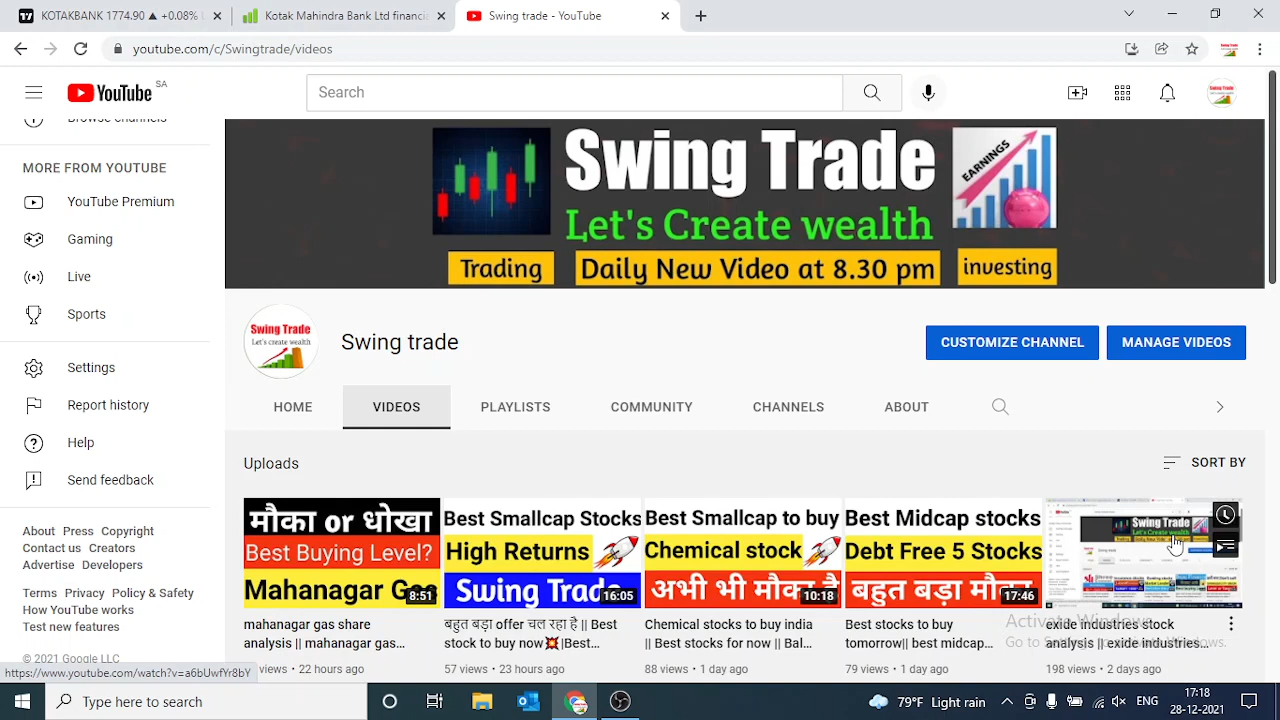 KOTAKBANK 1774.90 ▲ +0.08% U
Kotak Mahindra Bank Ltd financia
Swing trade - YouTube
youtube.com/c/Swingtrade/videos
YouTube SA
Search
Browse channels
MORE FROM YOUTUBE
YouTube Premium
Gaming
Live
Sports
Settings
Report history
Help
Send feedback
About Press Copyright
Contact us Creators
Advertise Developers
Terms Privacy Policy & Safety
How YouTube works
Test new features
© 2021 Google LLC
Swing Trade
Let's Create wealth
EARNINGS
Trading
Daily New Video at 8.30 pm
investing
Swing Trade
Let's create wealth
Swing trade
CUSTOMIZE CHANNEL
MANAGE VIDEOS
HOME
VIDEOS
PLAYLISTS
COMMUNITY
CHANNELS
ABOUT
Uploads
SORT BY
मौका or धोखा
Best Buying Level?
Mahanagar Gas
8:51
mahanagar gas share
analysis || mahanagar gas...
views • 22 hours ago
Best Smallcap Stocks
High Returns
Swing Trade
16:05
बहुत बड़ा offer चल रहा है || Best
stock to buy now💥|Best...
57 views • 23 hours ago
Best Smallcap to buy
Chemical stock
अभी भी मौका है
10:18
Chemical stocks to buy india
|| Best stocks for now || Bal...
88 views • 1 day ago
Best Midcap stocks
Debt Free 5 Stocks
बहुत बड़ा मौका
17:46
Best stocks to buy
tomorrow|| best midcap...
79 views • 1 day ago
Swing Trade
exide industries stock
analysis || exide industries...
198 views • 2 days ago
Activate Windows
Go to Settings to activate Windows.
https://www.youtube.com/watch?v=a6bUwfYr8bY
Type here to search
79°F Light rain
ENG
17:18
28-12-2021